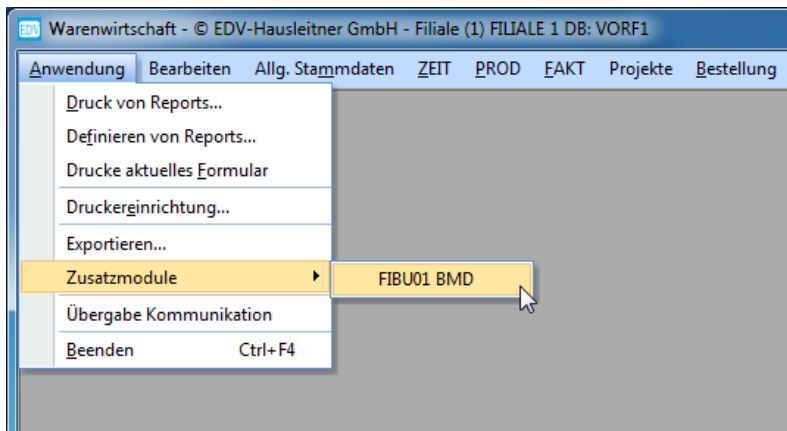 EDV Warenwirtschaft - © EDV-Hausleitner GmbH - Filiale (1) FILIALE 1 DB: VORF1
Anwendung Bearbeiten Allg. Stammdaten ZEIT PROD FAKT Projekte Bestellung
Druck von Reports...
Definieren von Reports...
Drucke aktuelles Formular
Druckereinrichtung...
Exportieren...
Zusatzmodule FIBU01 BMD
Übergabe Kommunikation
Beenden Ctrl+F4